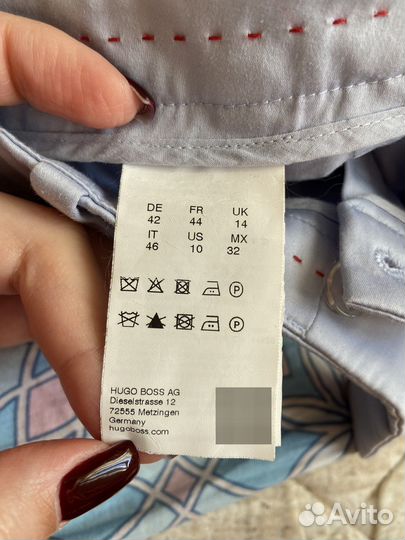 DE FR UK
42 44 14
IT US MX
46 10 32
P
P
HUGO BOSS AG
Dieselstrasse 12
72555 Metzingen
Germany
hugoboss.com
Avito